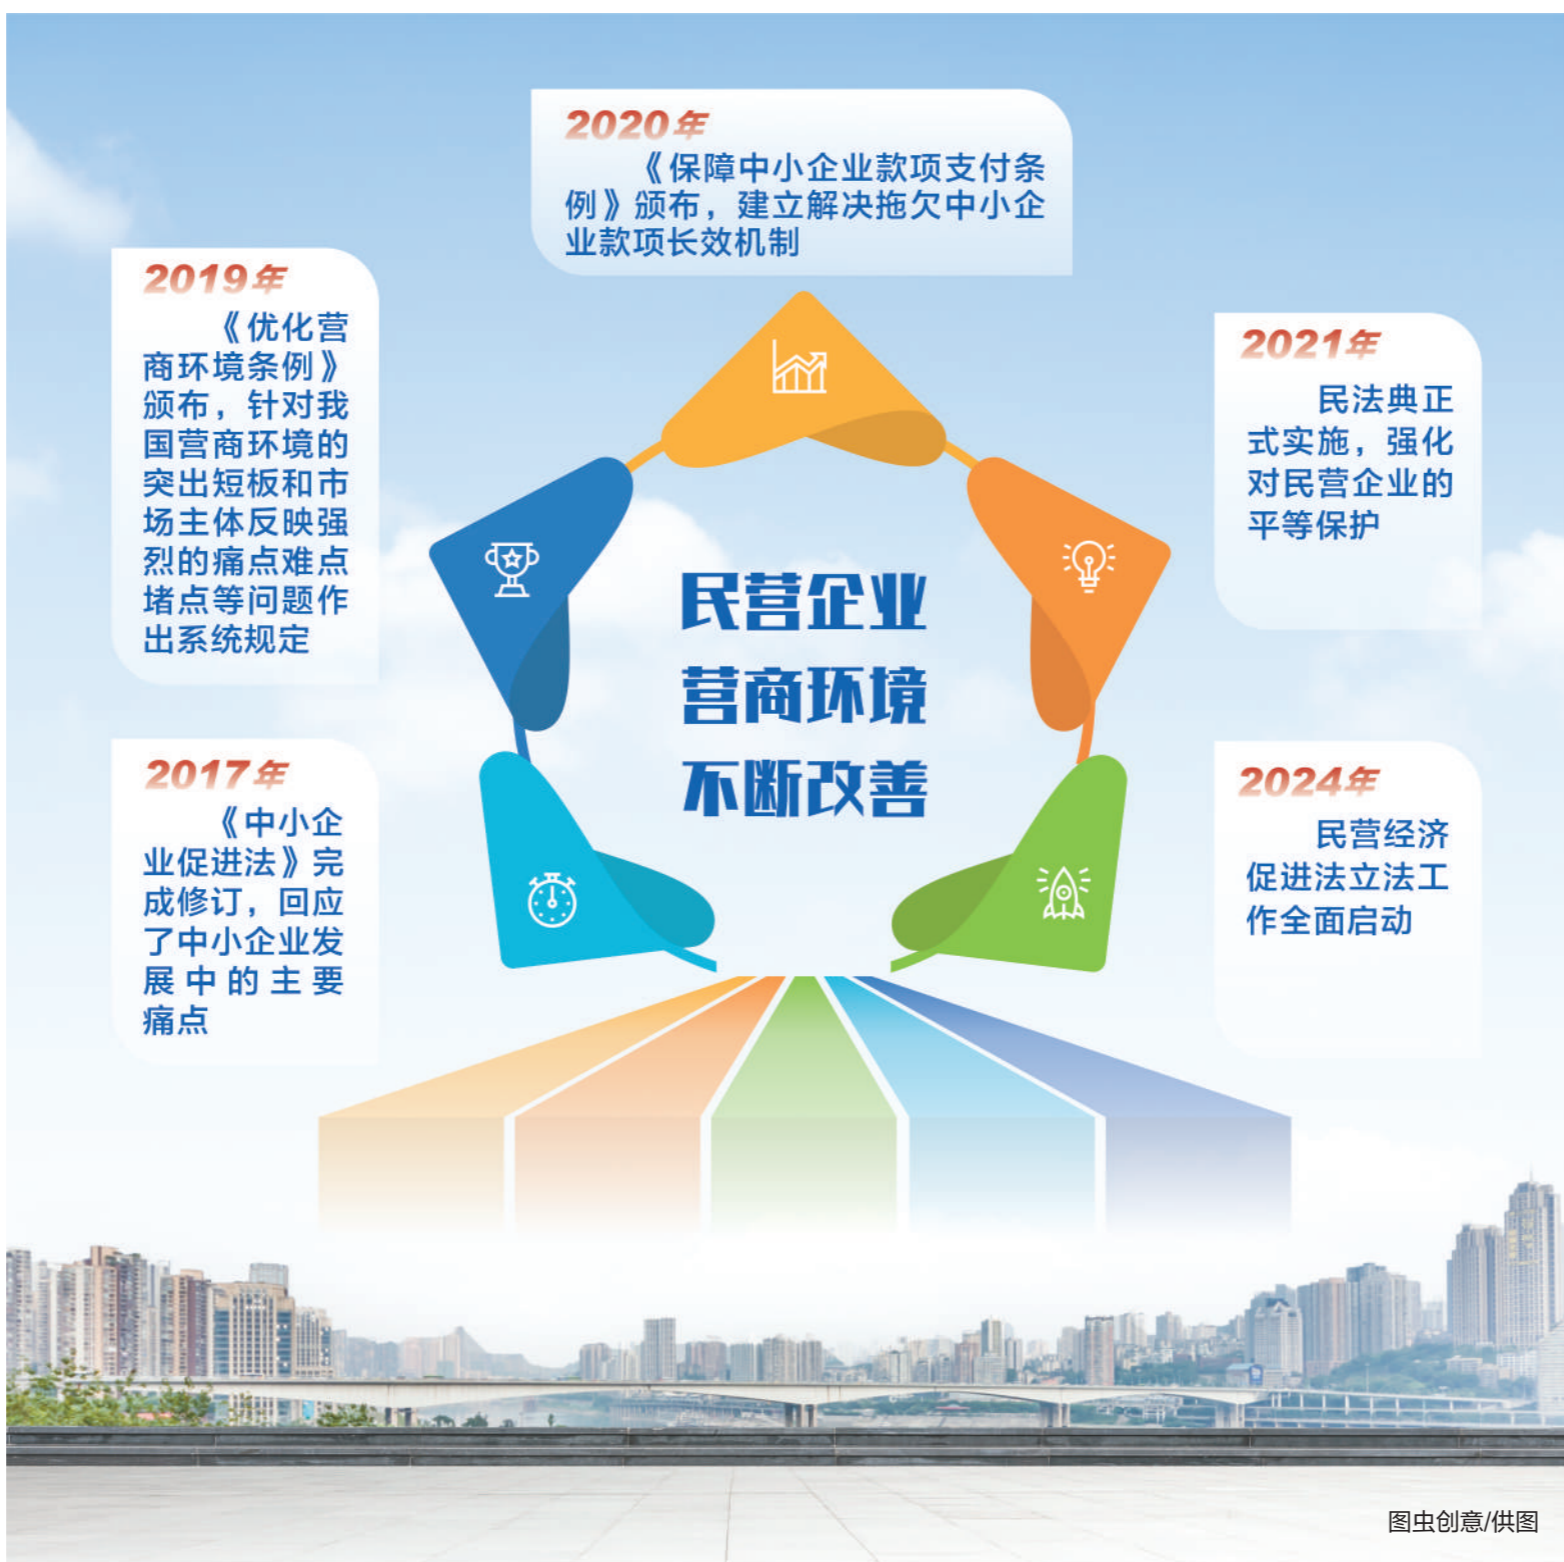 2020年
《保障中小企业款项支付条
例》颁布，建立解决拖欠中小企
业款项长效机制
2019年
《优化营
商环境条例》
颁布，针对我
国营商环境的
突出短板和市
场主体反映强
烈的痛点难点
堵点等问题作
出系统规定
2021年
民法典正
式实施，强化
对民营企业的
平等保护
民营企业
营商环境
不断改善
2017年
《中小企
业促进法》完
成修订，回应
了中小企业发
展中的主要
痛点
2024年
民营经济
促进法立法工
作全面启动
图虫创意/供图